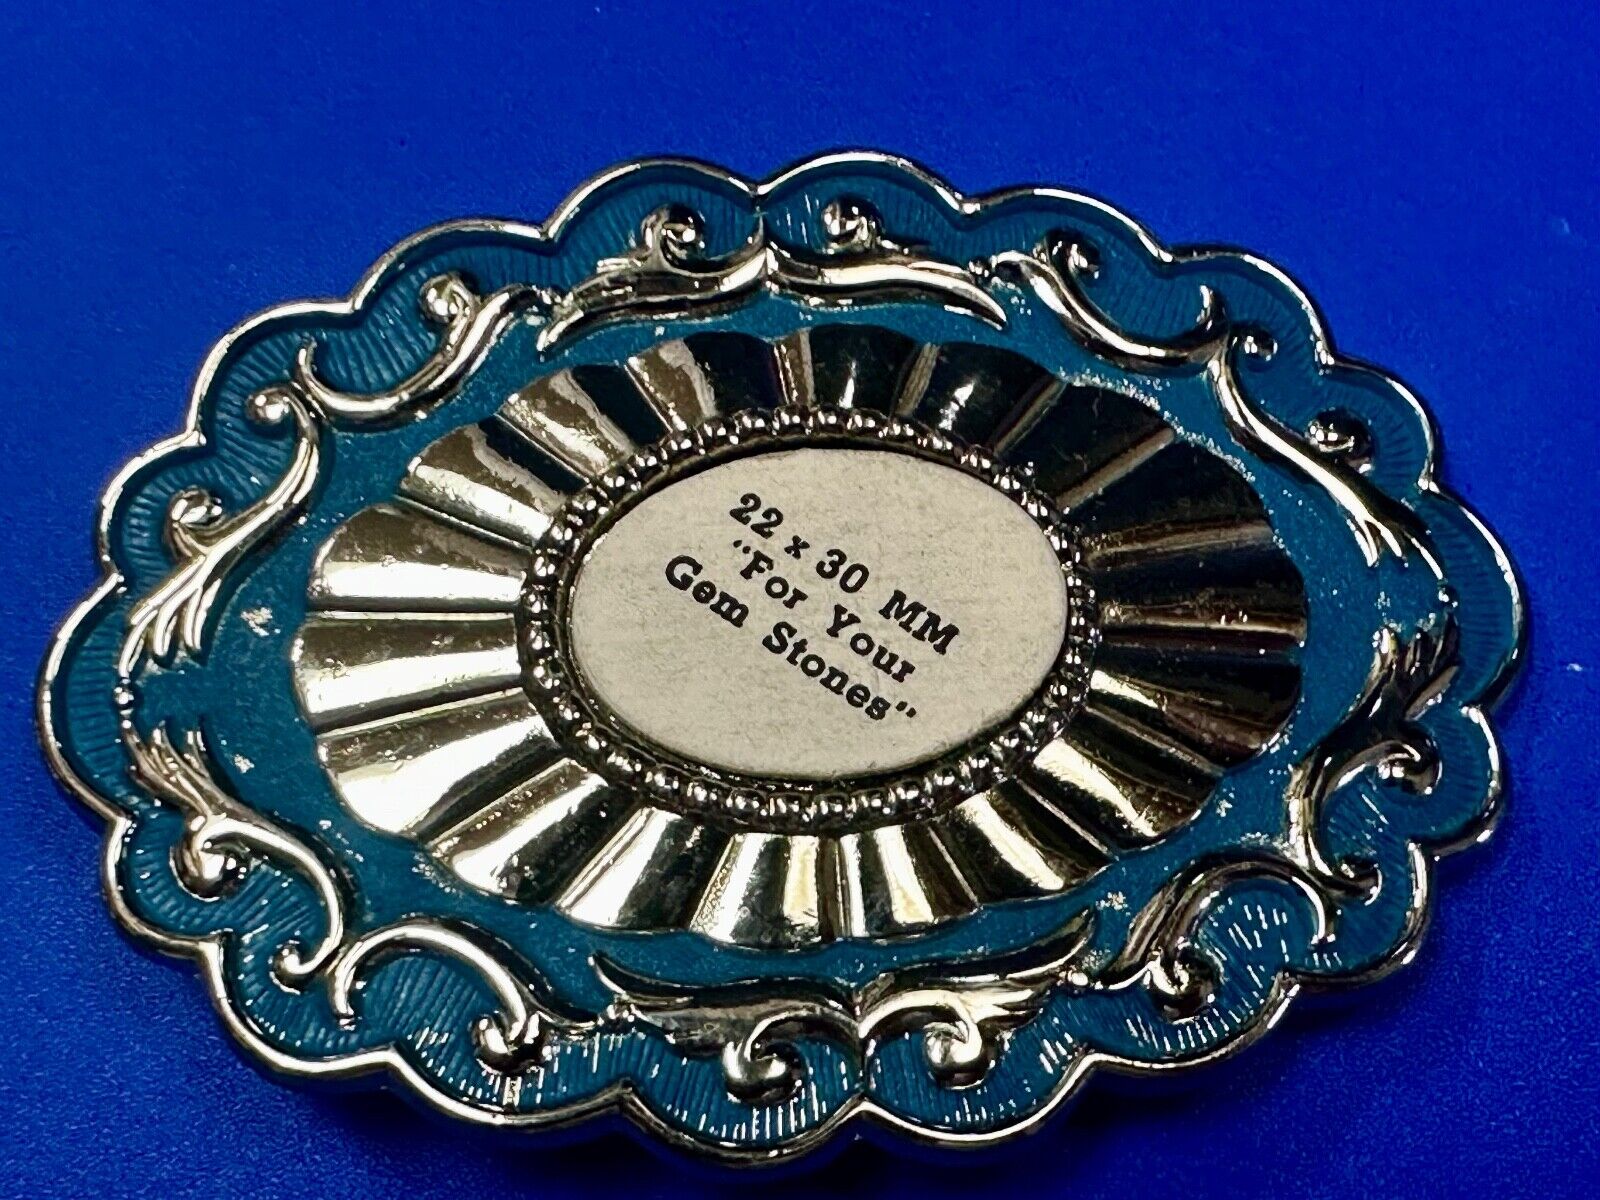 22 x 30 MM
"For Your
Gem Stones"